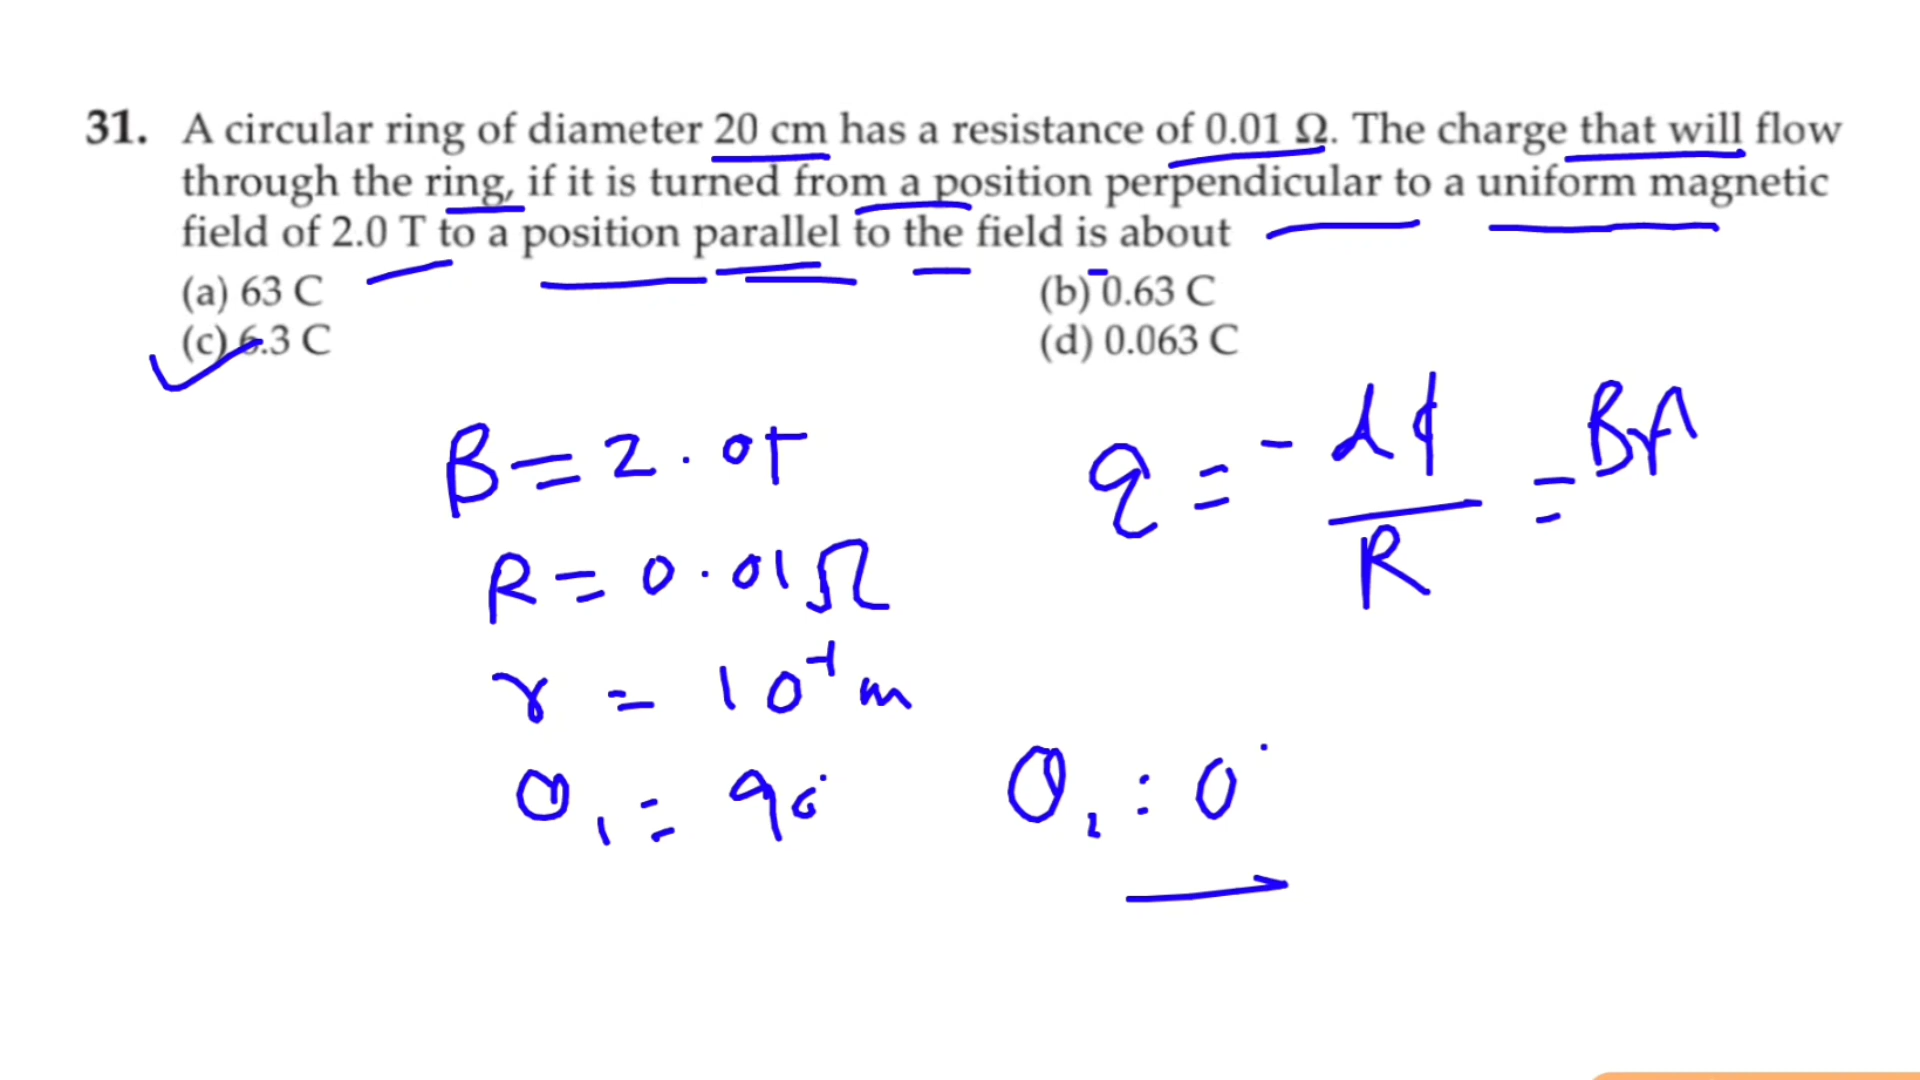 31. A circular ring of diameter 20 cm has a resistance of 0.01 Ω. The charge that will flow
through the ring, if it is turned from a position perpendicular to a uniform magnetic
field of 2.0 T to a position parallel to the field is about
(a) 63 C (b) 0.63 C
(c) 6.3 C (d) 0.063 C
B = 2.0T
q = -dϕ/R = BA
R = 0.01Ω
r = 10⁻¹ m
θ₁ = 90° θ₂ : 0°